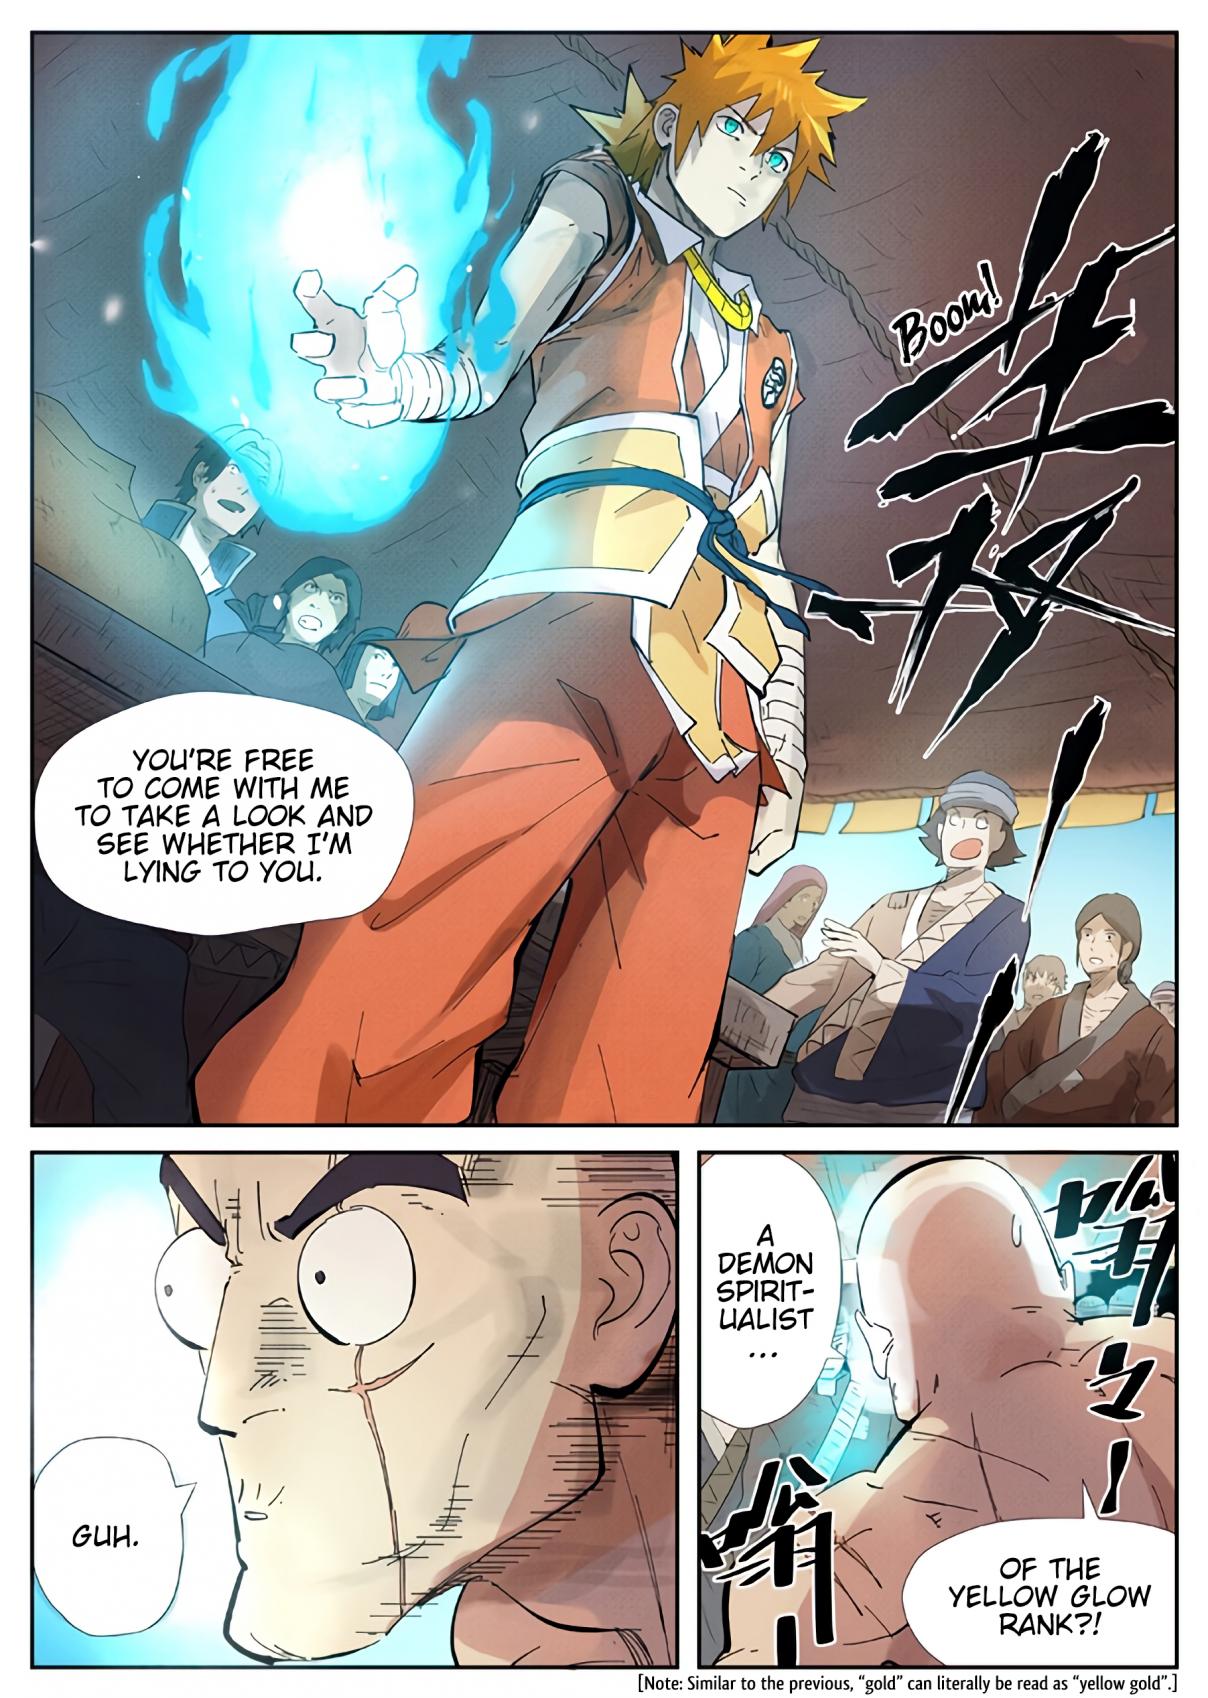 Boom!
YOU'RE FREE
TO COME WITH ME
TO TAKE A LOOK AND
SEE WHETHER I'M
LYING TO YOU.
GUH.
A
DEMON
SPIRIT-
UALIST
...
OF THE
YELLOW GLOW
RANK?!
[Note: Similar to the previous, “gold” can literally be read as “yellow gold”.]